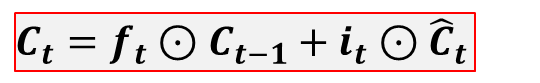 C_t = f_t ⊙ C_{t-1} + i_t ⊙ Ĉ_t